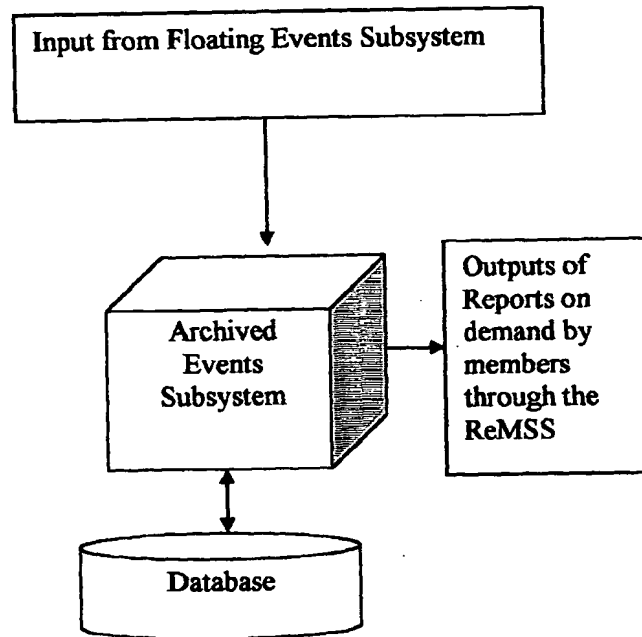 Input from Floating Events Subsystem
Archived
Events
Subsystem
Outputs of
Reports on
demand by
members
through the
ReMSS
Database